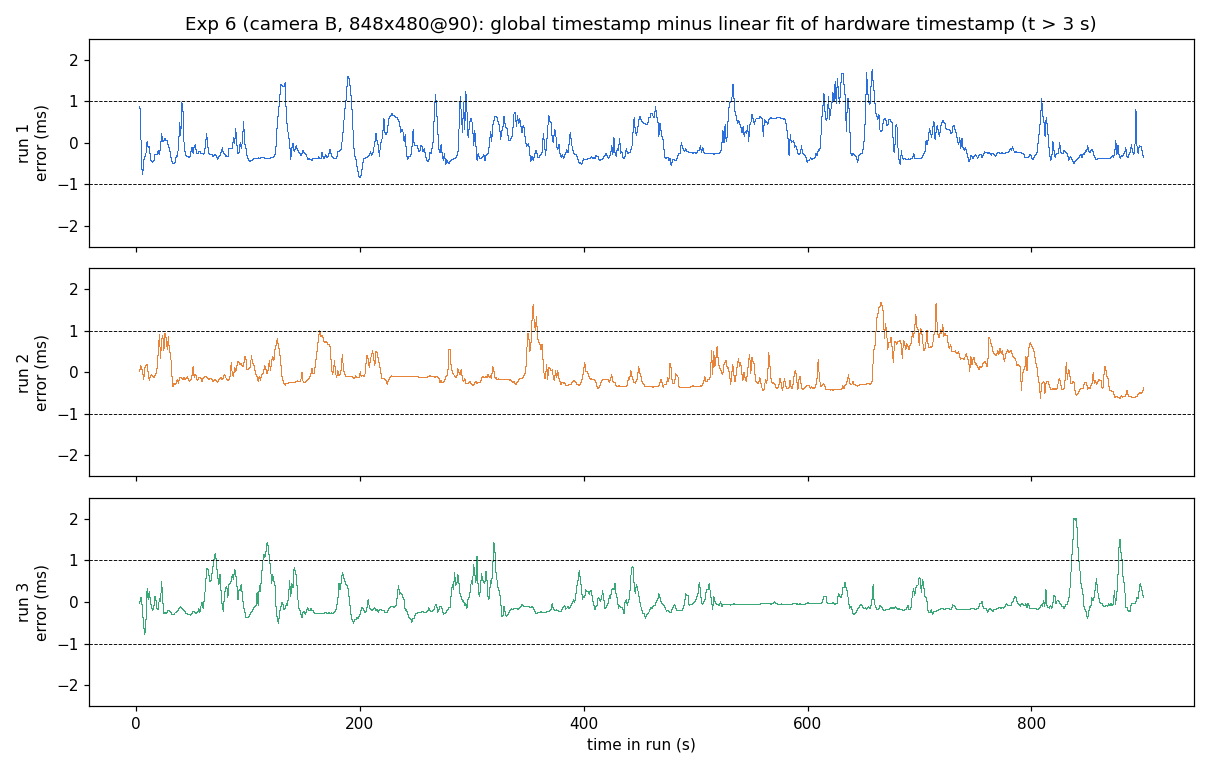 Exp 6 (camera B, 848x480@90): global timestamp minus linear fit of hardware timestamp (t > 3 s)
run 1
error (ms)
2
1
0
−1
−2
run 2
error (ms)
2
1
0
−1
−2
run 3
error (ms)
2
1
0
−1
−2
0 200 400 600 800
time in run (s)